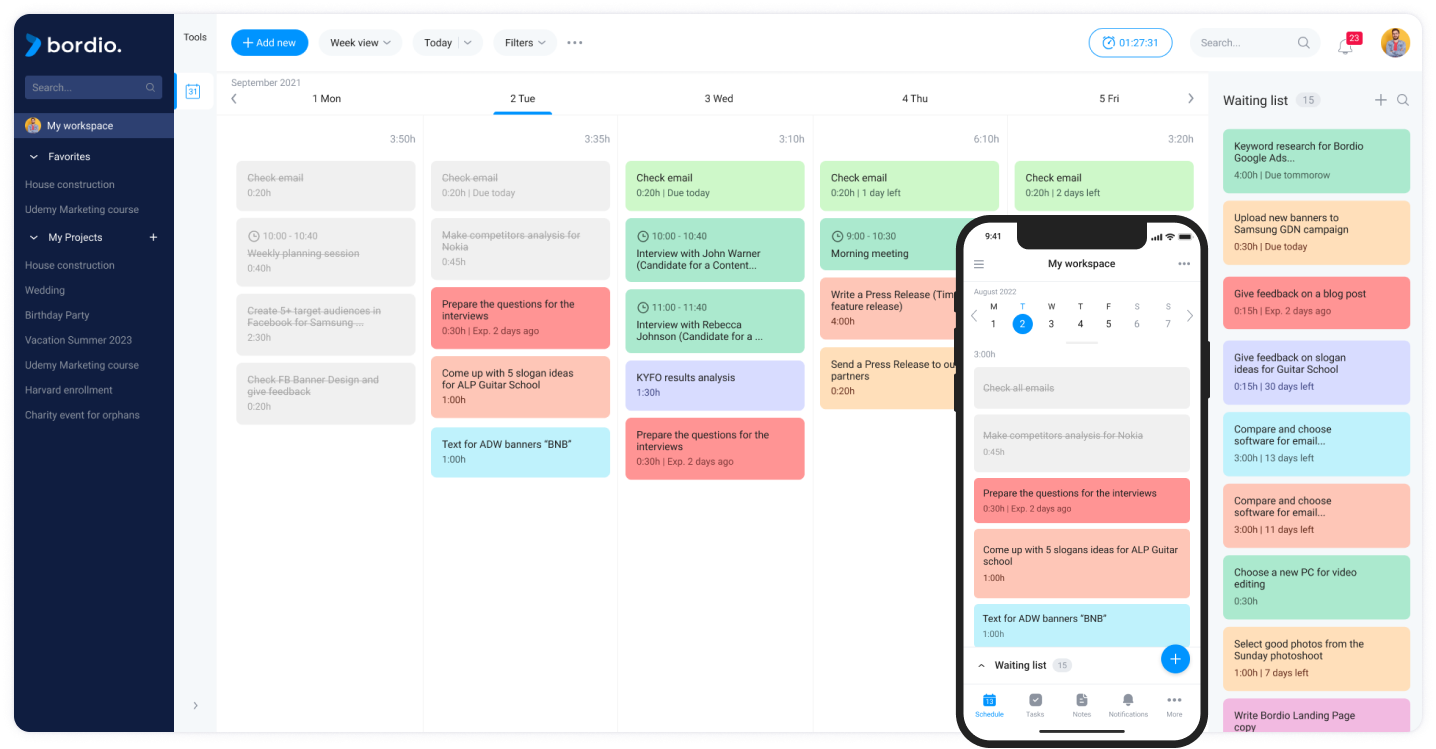 bordio.
Search...
My workspace
Favorites
House construction
Udemy Marketing course
My Projects
House construction
Wedding
Birthday Party
Vacation Summer 2023
Udemy Marketing course
Harvard enrollment
Charity event for orphans
Tools
31
+ Add new
Week view
Today
Filters
01:27:31
Search...
23
September 2021
1 Mon
2 Tue
3 Wed
4 Thu
5 Fri
3:50h
Check email
0:20h
10:00 - 10:40
Weekly planning session
0:40h
Create 5+ target audiences in
Facebook for Samsung ...
2:30h
Check FB Banner Design and
give feedback
0:20h
3:35h
Check email
0:20h | Due today
Make competitors analysis for
Nokia
0:45h
Prepare the questions for the
interviews
0:30h | Exp. 2 days ago
Come up with 5 slogan ideas
for ALP Guitar School
1:00h
Text for ADW banners “BNB”
1:00h
3:10h
Check email
0:20h | Due today
10:00 - 10:40
Interview with John Warner
(Candidate for a Content...
11:00 - 11:40
Interview with Rebecca
Johnson (Candidate for a ...
KYFO results analysis
1:30h
Prepare the questions for the
interviews
0:30h | Exp. 2 days ago
6:10h
Check email
0:20h | 1 day left
9:00 - 10:30
Morning meeting
Write a Press Release (Tim
feature release)
4:00h
Send a Press Release to ou
partners
0:20h
3:20h
Check email
0:20h | 2 days left
9:41
My workspace
August 2022
M T W T F S S
1 2 3 4 5 6 7
3:00h
Check all emails
Make competitors analysis for Nokia
0:45h
Prepare the questions for the interviews
0:30h | Exp. 2 days ago
Come up with 5 slogans ideas for ALP Guitar
school
1:00h
Text for ADW banners “BNB”
1:00h
Waiting list 15
13
Schedule
Tasks
Notes
Notifications
More
Waiting list 15
Keyword research for Bordio
Google Ads...
4:00h | Due tommorow
Upload new banners to
Samsung GDN campaign
0:30h | Due today
Give feedback on a blog post
0:15h | Exp. 2 days ago
Give feedback on slogan
ideas for Guitar School
0:15h | 30 days left
Compare and choose
software for email...
3:00h | 13 days left
Compare and choose
software for email...
3:00h | 11 days left
Choose a new PC for video
editing
0:30h
Select good photos from the
Sunday photoshoot
1:00h | 7 days left
Write Bordio Landing Page
copy